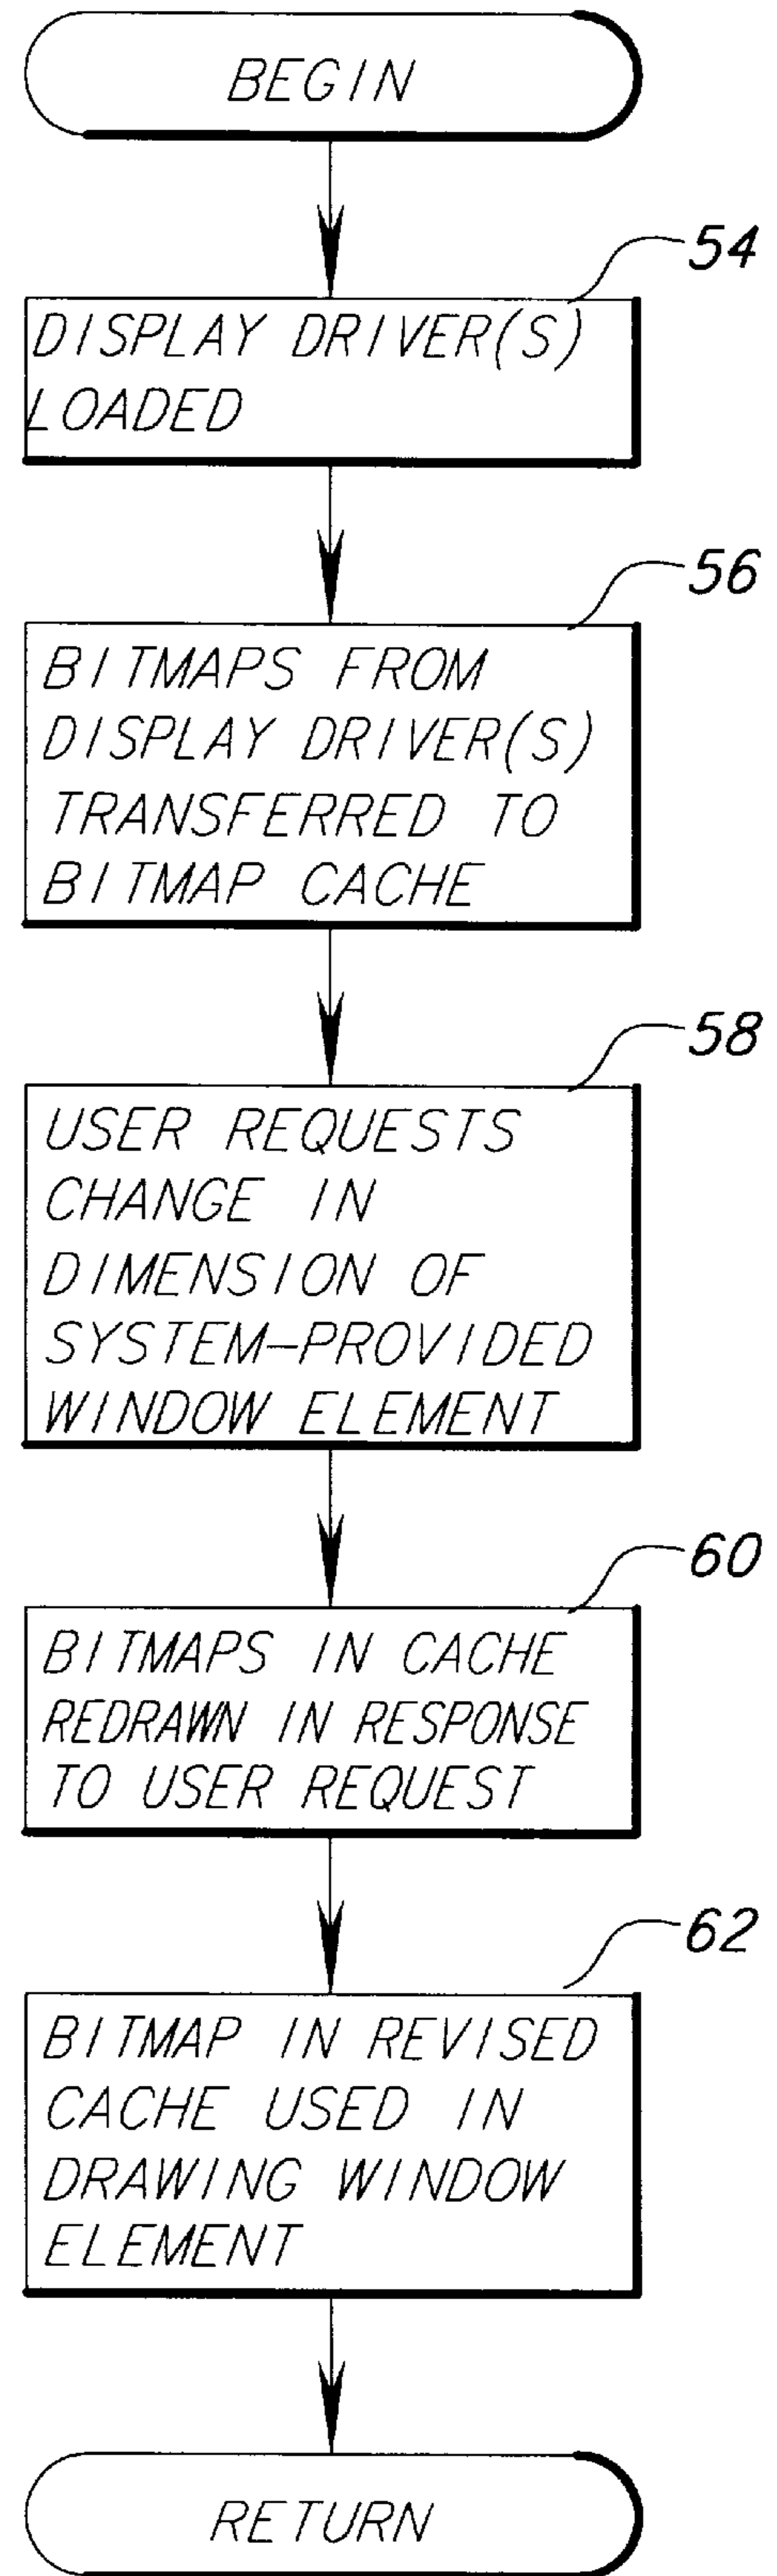 BEGIN
54
DISPLAY DRIVER(S)
LOADED
56
BITMAPS FROM
DISPLAY DRIVER(S)
TRANSFERRED TO
BITMAP CACHE
58
USER REQUESTS
CHANGE IN
DIMENSION OF
SYSTEM-PROVIDED
WINDOW ELEMENT
60
BITMAPS IN CACHE
REDRAWN IN RESPONSE
TO USER REQUEST
62
BITMAP IN REVISED
CACHE USED IN
DRAWING WINDOW
ELEMENT
RETURN